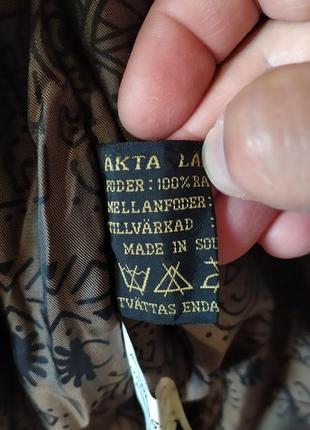 ÄKTA LA
FODER:100%RA
MELLANFODER:
TILLVÄRKAD
MADE IN SOU
TVÄTTAS ENDA